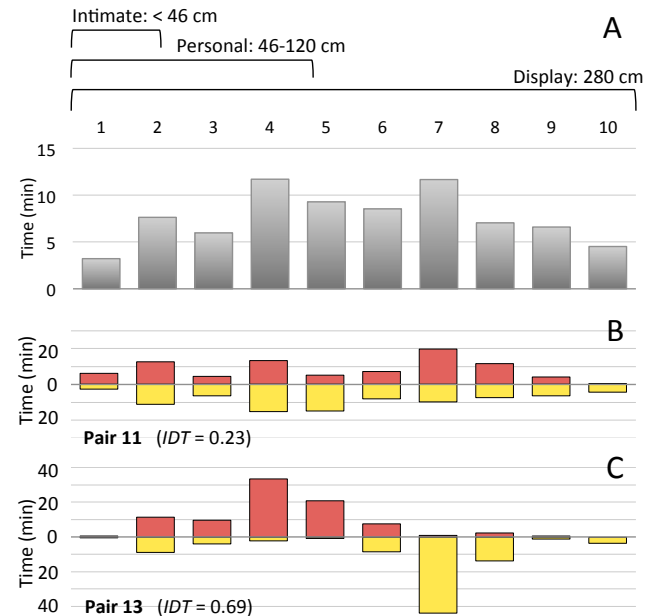 Intimate: < 46 cm
A
Personal: 46-120 cm
Display: 280 cm
1 2 3 4 5 6 7 8 9 10
15
10
5
0
Time (min)
B
20
0
20
Time (min)
Pair 11 (IDT = 0.23)
C
40
20
0
20
40
Time (min)
Pair 13 (IDT = 0.69)